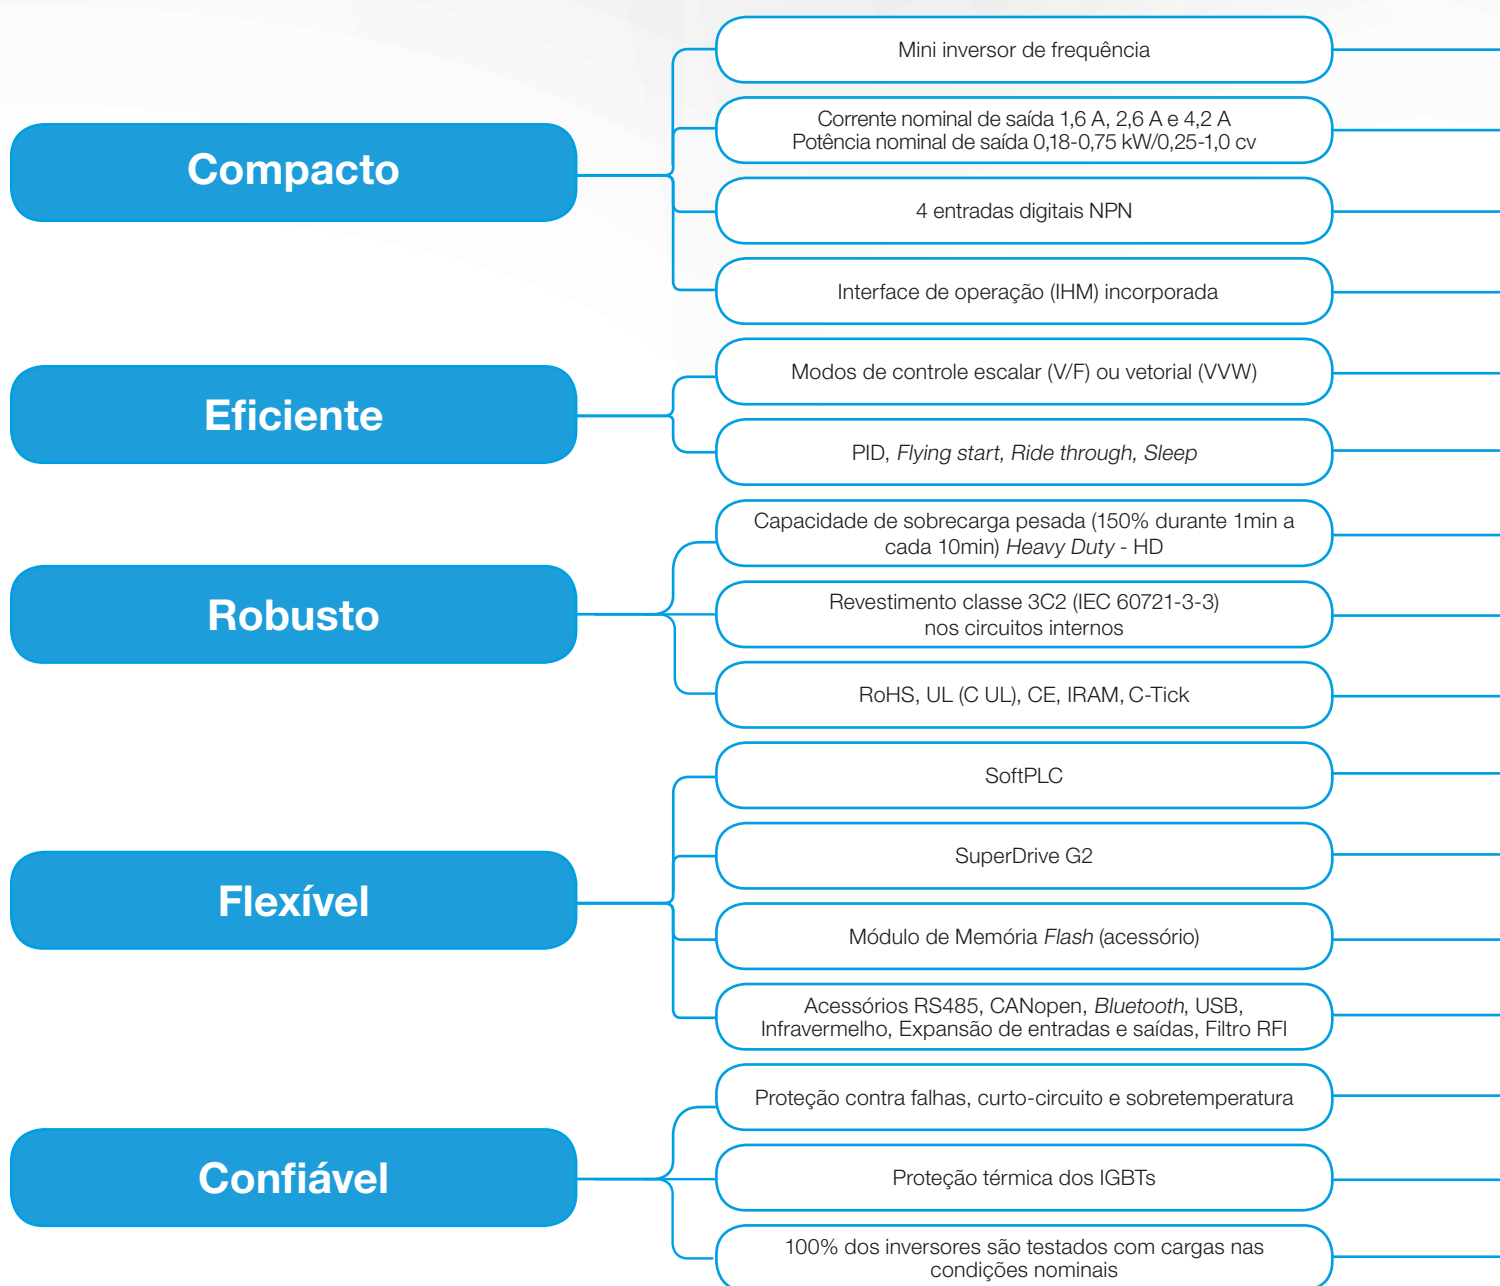 Compacto
Mini inversor de frequência
Corrente nominal de saída 1,6 A, 2,6 A e 4,2 A
Potência nominal de saída 0,18-0,75 kW/0,25-1,0 cv
4 entradas digitais NPN
Interface de operação (IHM) incorporada
Eficiente
Modos de controle escalar (V/F) ou vetorial (VVW)
PID, Flying start, Ride through, Sleep
Robusto
Capacidade de sobrecarga pesada (150% durante 1min a
cada 10min) Heavy Duty - HD
Revestimento classe 3C2 (IEC 60721-3-3)
nos circuitos internos
RoHS, UL (C UL), CE, IRAM, C-Tick
Flexível
SoftPLC
SuperDrive G2
Módulo de Memória Flash (acessório)
Acessórios RS485, CANopen, Bluetooth, USB,
Infravermelho, Expansão de entradas e saídas, Filtro RFI
Confiável
Proteção contra falhas, curto-circuito e sobretemperatura
Proteção térmica dos IGBTs
100% dos inversores são testados com cargas nas
condições nominais